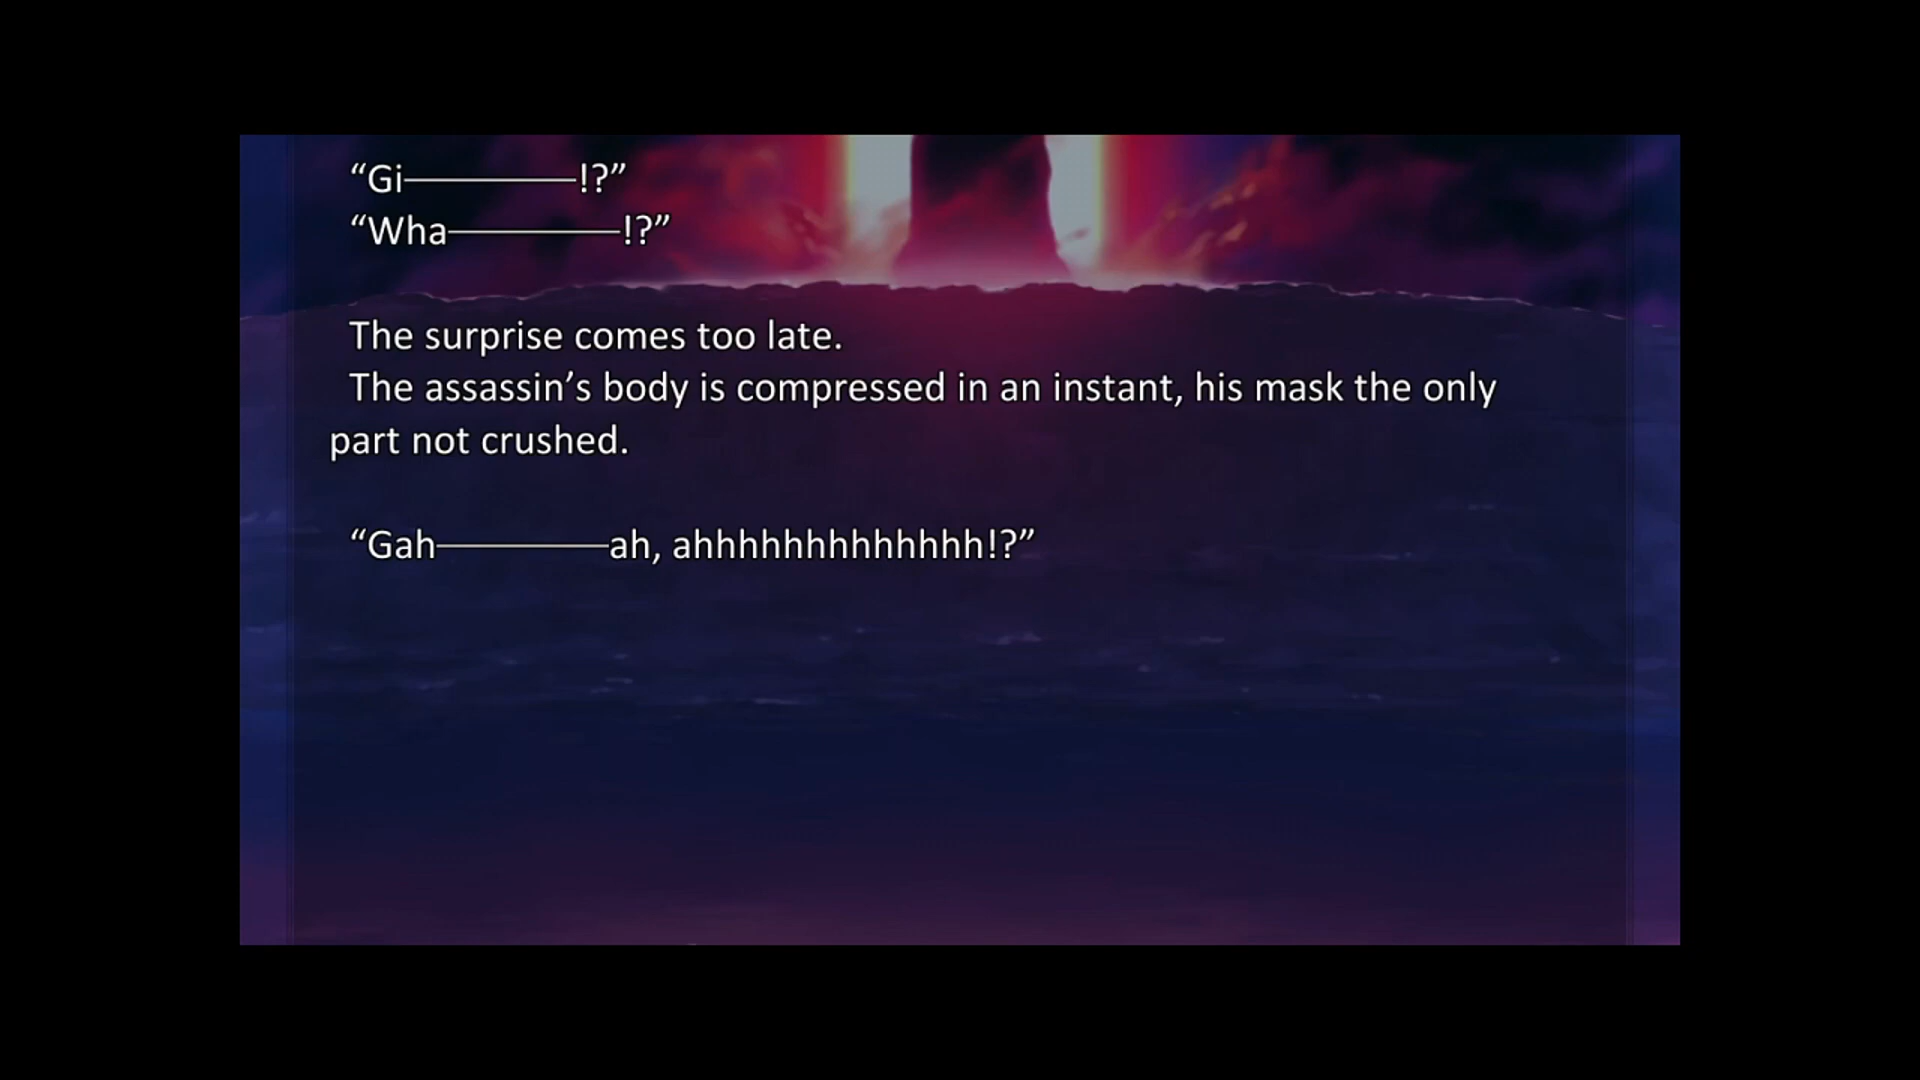 “Gi————!?”
“Wha————!?”
The surprise comes too late.
The assassin’s body is compressed in an instant, his mask the only
part not crushed.
“Gah————ah, ahhhhhhhhhhhhh!?”